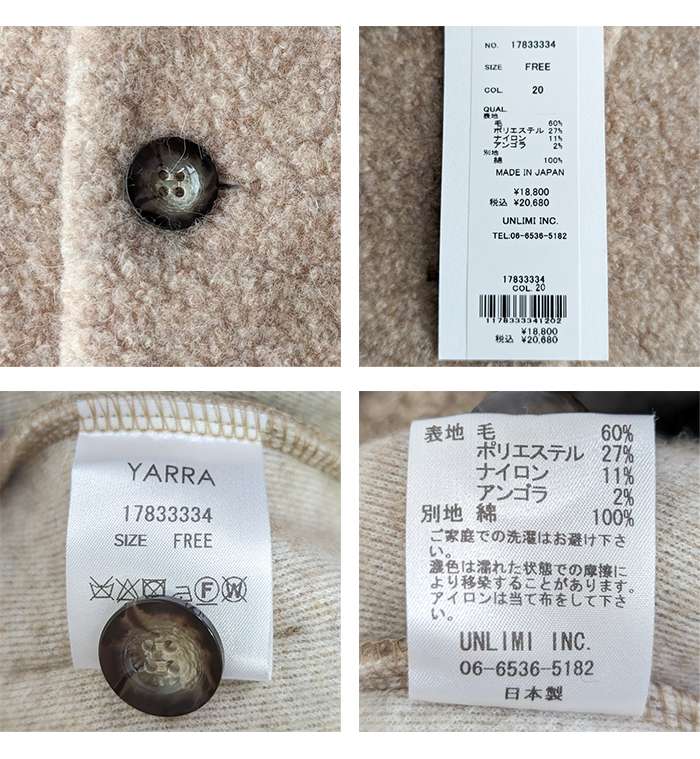 NO. 17833334
SIZE FREE
COL. 20
QUAL.
表地
毛 60%
ポリエステル 27%
ナイロン 11%
アンゴラ 2%
別地
綿 100%
MADE IN JAPAN
¥18,800
税込 ¥20,680
UNLIMI INC.
TEL:06-6536-5182
17833334
COL. 20
1178333341202
¥18,800
税込 ¥20,680
YARRA
17833334
SIZE FREE
F W
表地 毛 60%
ポリエステル 27%
ナイロン 11%
アンゴラ 2%
別地 綿 100%
ご家庭での洗濯はお避け下さ
い。
濃色は濡れた状態での摩擦に
より移染することがあります。
アイロンは当て布をして下さ
い。
UNLIMI INC.
06-6536-5182
日本製